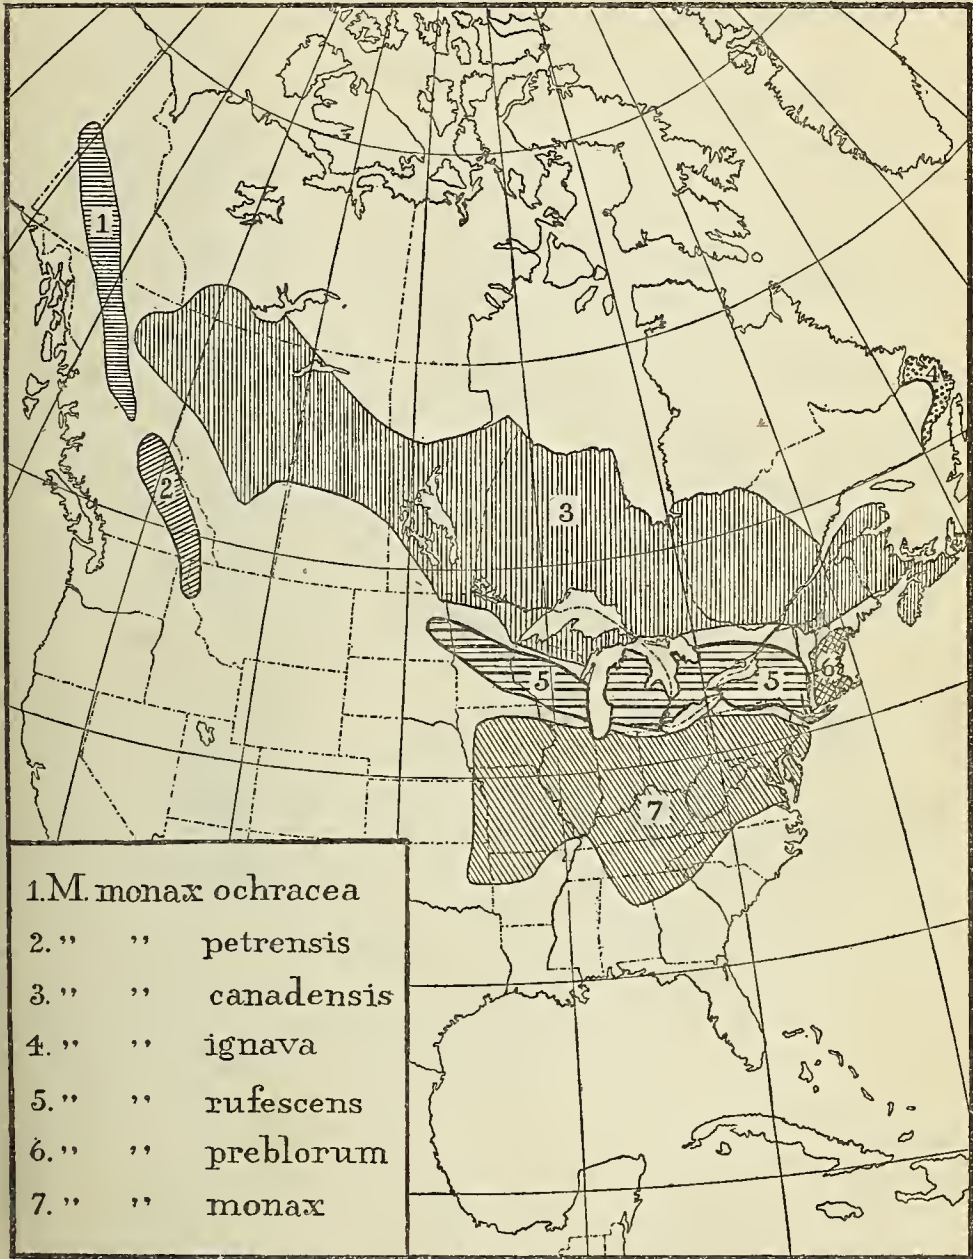 1
2
3
4
5
5
6
7
1. M. monax ochracea
2. ” ” petrensis
3. ” ” canadensis
4. ” ” ignava
5. ” ” rufescens
6. ” ” preblorum
7. ” ” monax